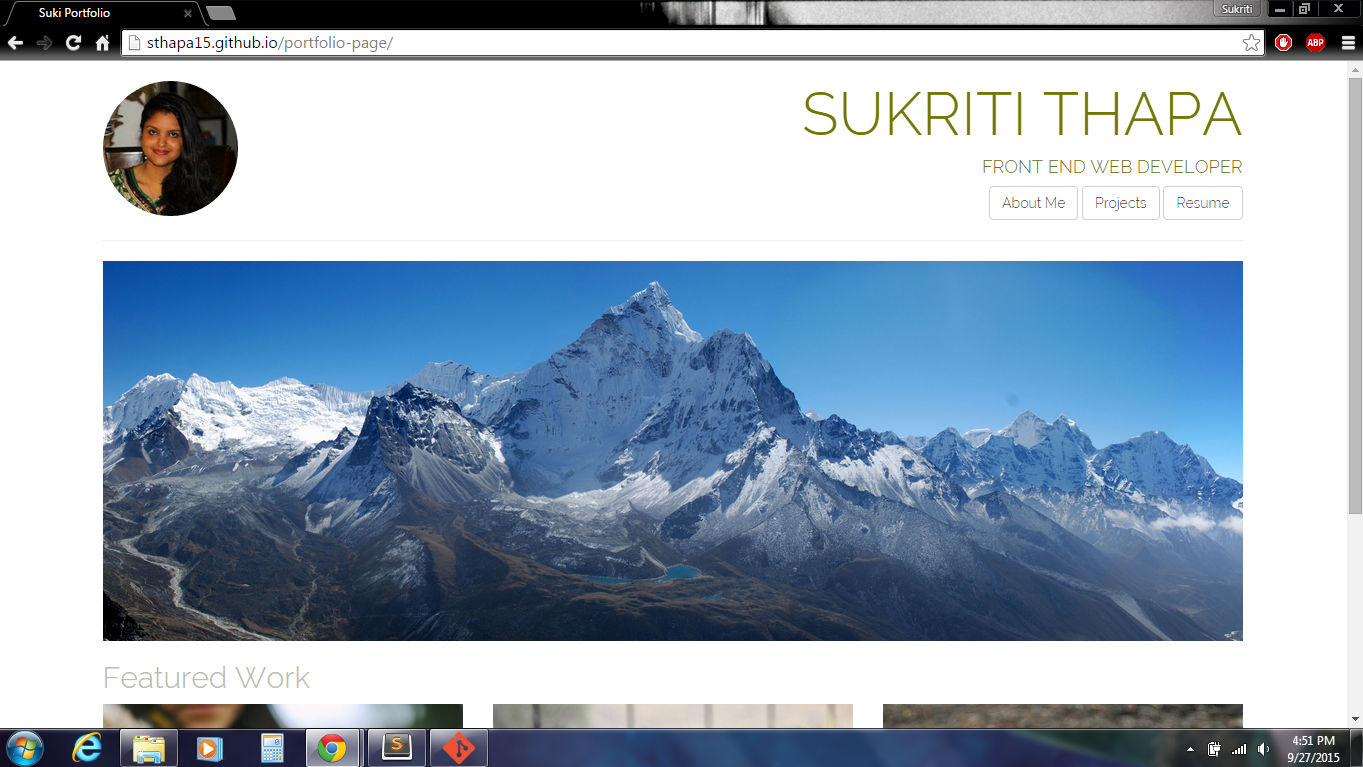 Suki Portfolio
Sukriti
sthapa15.github.io/portfolio-page/
ABP
SUKRITI THAPA
FRONT END WEB DEVELOPER
About Me Projects Resume
Featured Work
4:51 PM
9/27/2015